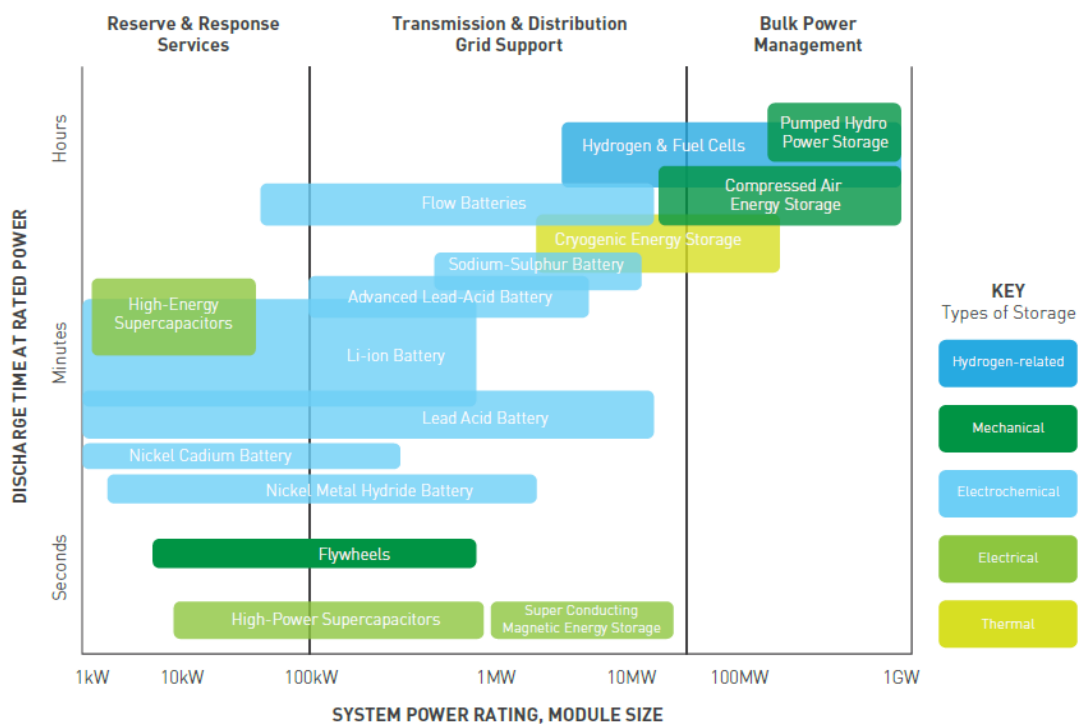 Reserve & Response
Services
Transmission & Distribution
Grid Support
Bulk Power
Management
DISCHARGE TIME AT RATED POWER
Hours
Minutes
Seconds
Pumped Hydro
Power Storage
Hydrogen & Fuel Cells
Compressed Air
Energy Storage
Flow Batteries
Cryogenic Energy Storage
Sodium-Sulphur Battery
Advanced Lead-Acid Battery
High-Energy
Supercapacitors
Li-ion Battery
Lead Acid Battery
Nickel Cadium Battery
Nickel Metal Hydride Battery
Flywheels
High-Power Supercapacitors
Super Conducting
Magnetic Energy Storage
1kW
10kW
100kW
1MW
10MW
100MW
1GW
SYSTEM POWER RATING, MODULE SIZE
KEY
Types of Storage
Hydrogen-related
Mechanical
Electrochemical
Electrical
Thermal